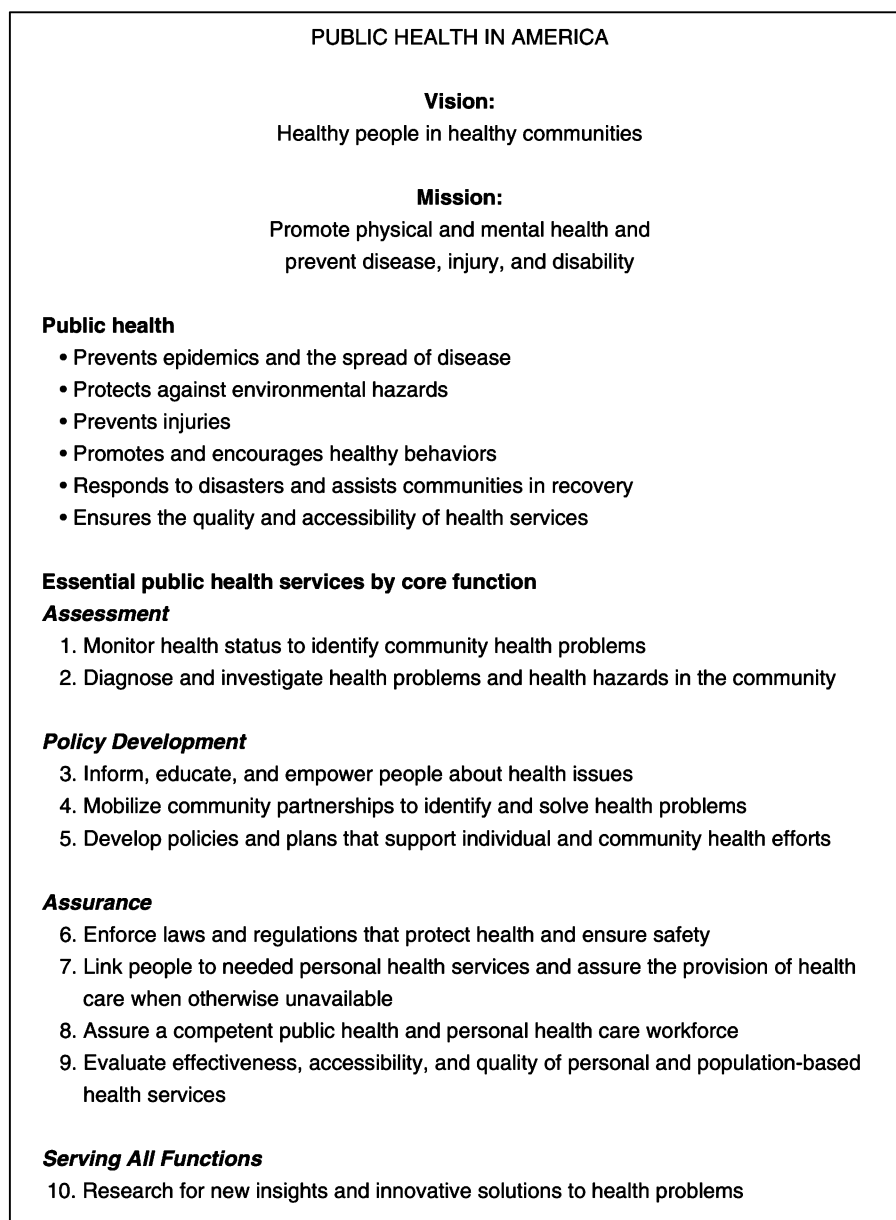 PUBLIC HEALTH IN AMERICA
Vision:
Healthy people in healthy communities
Mission:
Promote physical and mental health and
prevent disease, injury, and disability
Public health
• Prevents epidemics and the spread of disease
• Protects against environmental hazards
• Prevents injuries
• Promotes and encourages healthy behaviors
• Responds to disasters and assists communities in recovery
• Ensures the quality and accessibility of health services
Essential public health services by core function
Assessment
1. Monitor health status to identify community health problems
2. Diagnose and investigate health problems and health hazards in the community
Policy Development
3. Inform, educate, and empower people about health issues
4. Mobilize community partnerships to identify and solve health problems
5. Develop policies and plans that support individual and community health efforts
Assurance
6. Enforce laws and regulations that protect health and ensure safety
7. Link people to needed personal health services and assure the provision of health
care when otherwise unavailable
8. Assure a competent public health and personal health care workforce
9. Evaluate effectiveness, accessibility, and quality of personal and population-based
health services
Serving All Functions
10. Research for new insights and innovative solutions to health problems